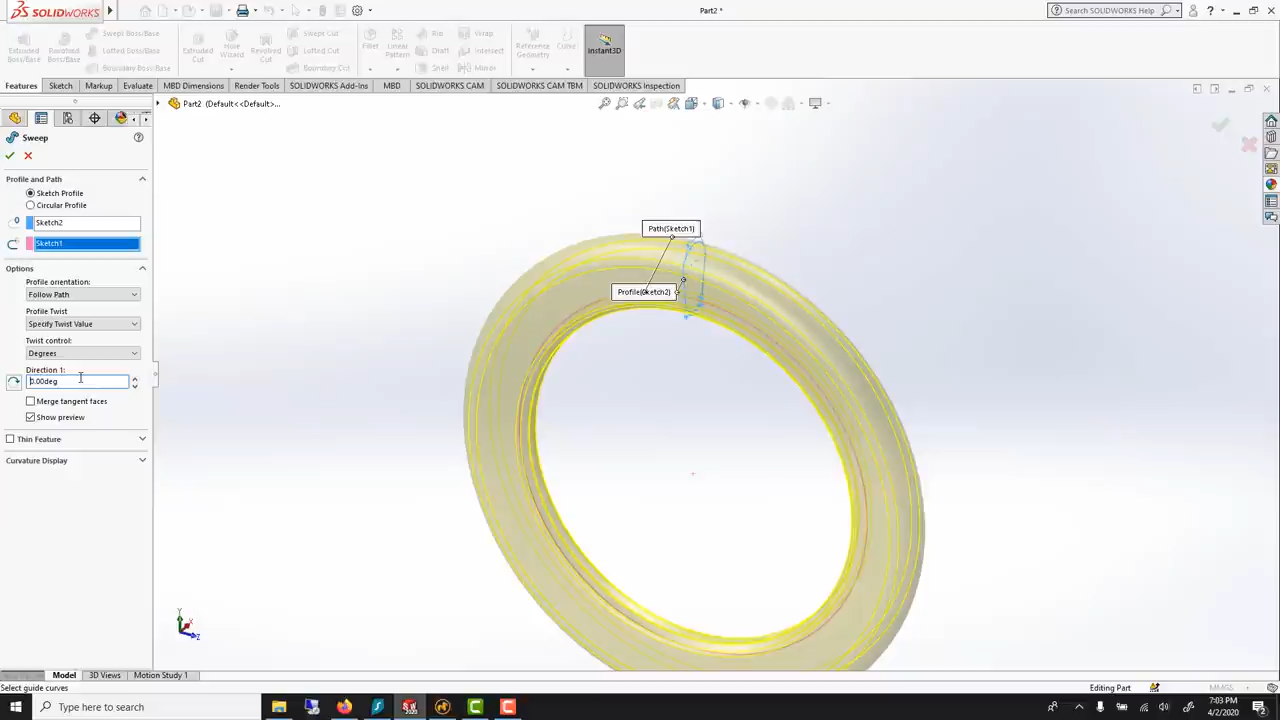 SOLIDWORKS
Part2 *
Search SOLIDWORKS Help
Extruded Boss/Base
Revolved Boss/Base
Swept Boss/Base
Lofted Boss/Base
Boundary Boss/Base
Extruded Cut
Hole Wizard
Revolved Cut
Swept Cut
Lofted Cut
Boundary Cut
Fillet
Linear Pattern
Rib
Draft
Shell
Wrap
Intersect
Mirror
Reference Geometry
Curves
Instant3D
Features Sketch Markup Evaluate MBD Dimensions Render Tools SOLIDWORKS Add-Ins MBD SOLIDWORKS CAM SOLIDWORKS CAM TBM SOLIDWORKS Inspection
Part2 (Default<<Default>...
Sweep
Profile and Path
Sketch Profile
Circular Profile
Sketch2
Sketch1
Options
Profile orientation:
Follow Path
Profile Twist
Specify Twist Value
Twist control:
Degrees
Direction 1:
0.00deg
Merge tangent faces
Show preview
Thin Feature
Curvature Display
Path(Sketch1)
Profile(Sketch2)
Y
X
Z
Model 3D Views Motion Study 1
Select guide curves
Editing Part
MMGS
Type here to search
7:03 PM
4/2/2020